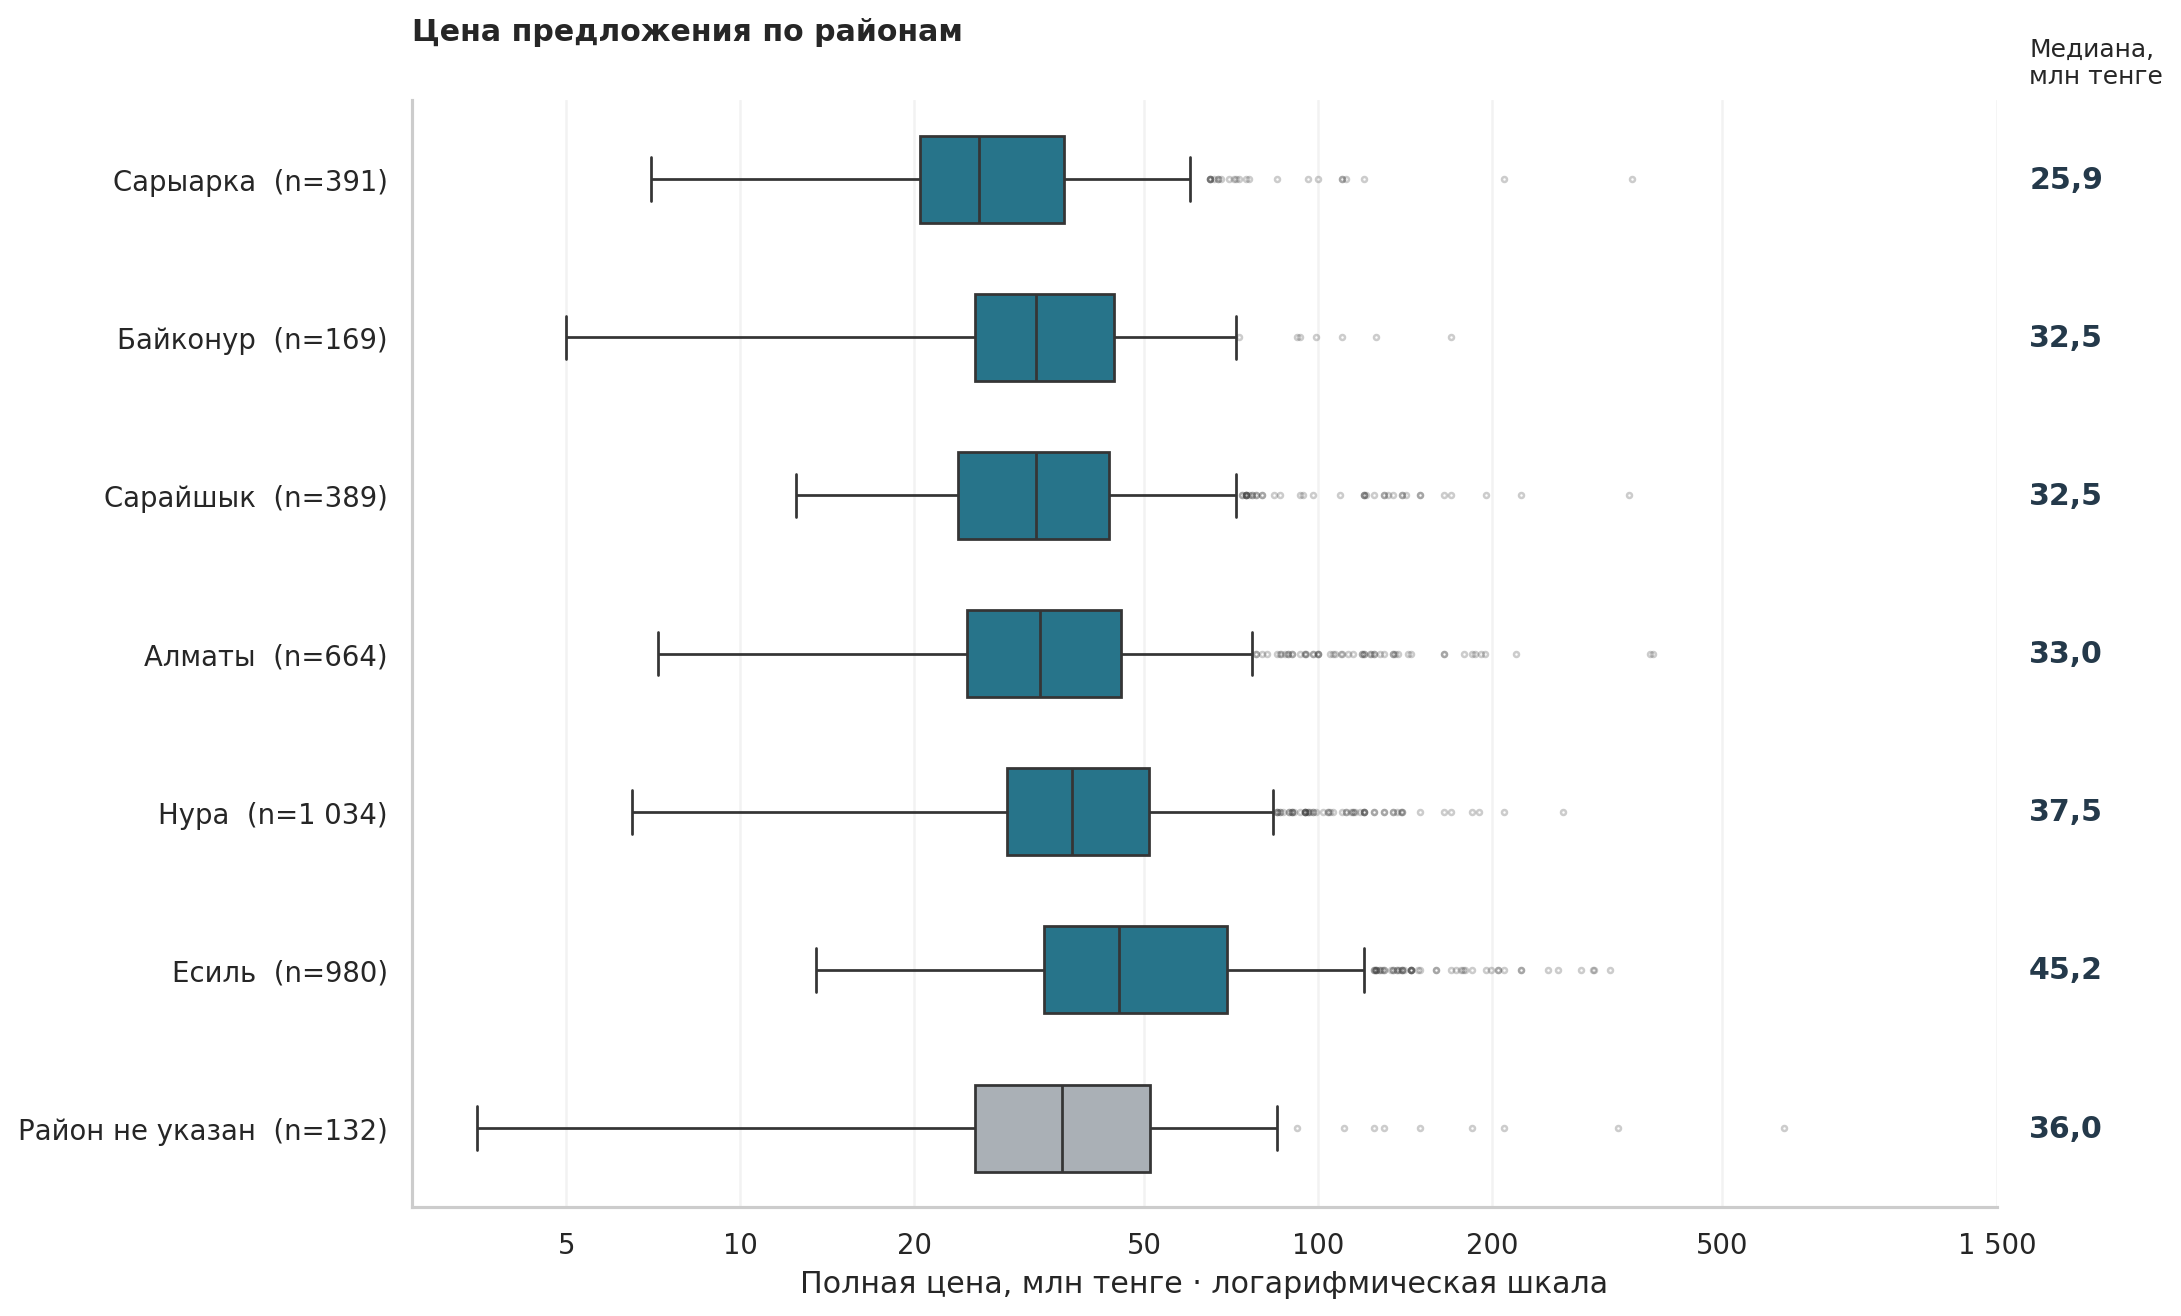 Цена предложения по районам
Медиана,
млн тенге
Сарыарка (n=391)
25,9
Байконур (n=169)
32,5
Сарайшык (n=389)
32,5
Алматы (n=664)
33,0
Нура (n=1 034)
37,5
Есиль (n=980)
45,2
Район не указан (n=132)
36,0
5 10 20 50 100 200 500 1 500
Полная цена, млн тенге · логарифмическая шкала